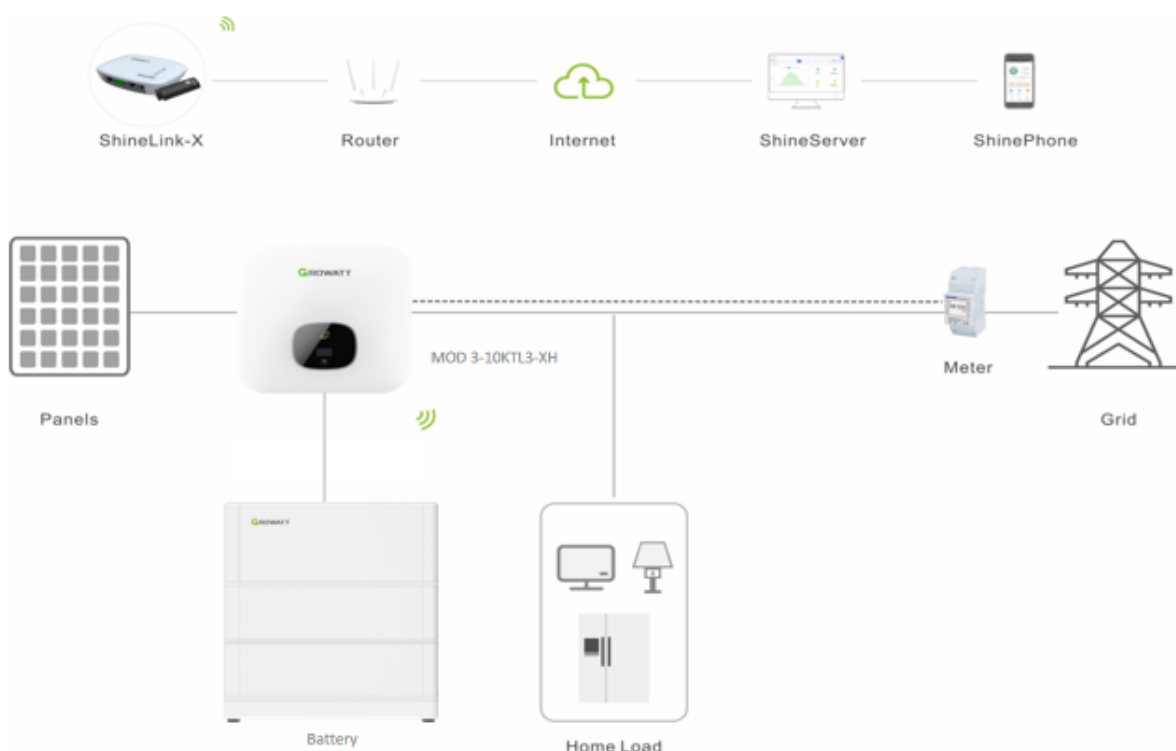 ShineLink-X
Router
Internet
ShineServer
ShinePhone
GROWATT
MOD 3-10KTL3-XH
Meter
Panels
Grid
GROWATT
Battery
Home Load